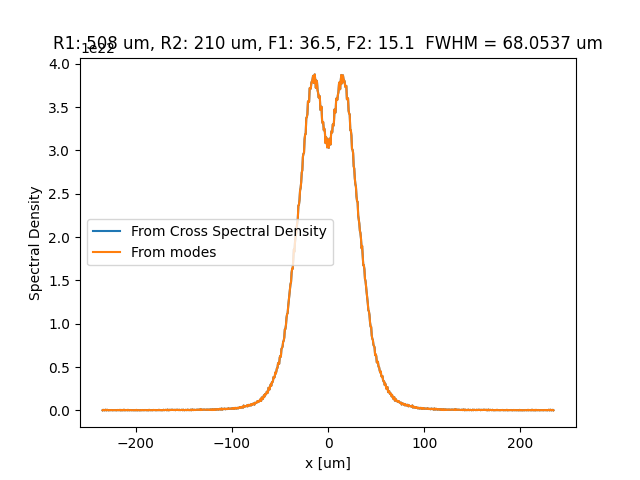 R1: 508 um, R2: 210 um, F1: 36.5, F2: 15.1  FWHM = 68.0537 um
1e22
4.0
3.5
3.0
2.5
2.0
1.5
1.0
0.5
0.0
Spectral Density
From Cross Spectral Density
From modes
−200
−100
0
100
200
x [um]